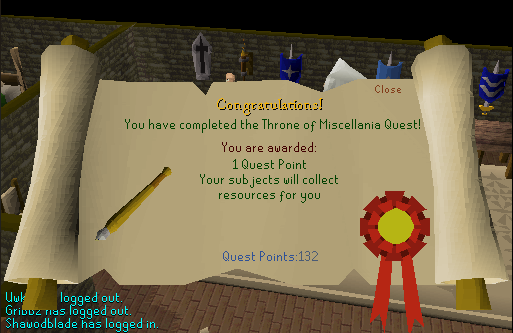 Close
Congratulations!
You have completed the Throne of Miscellania Quest!
You are awarded:
1 Quest Point
Your subjects will collect
resources for you
Quest Points:132
logged out.
Gribbz has logged out.
Shawodblade has logged in.